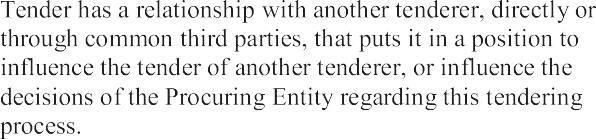 Tender has a relationship with another tenderer, directly or
through common third parties, that puts it in a position to
influence the tender of another tenderer, or influence the
decisions of the Procuring Entity regarding this tendering
process.